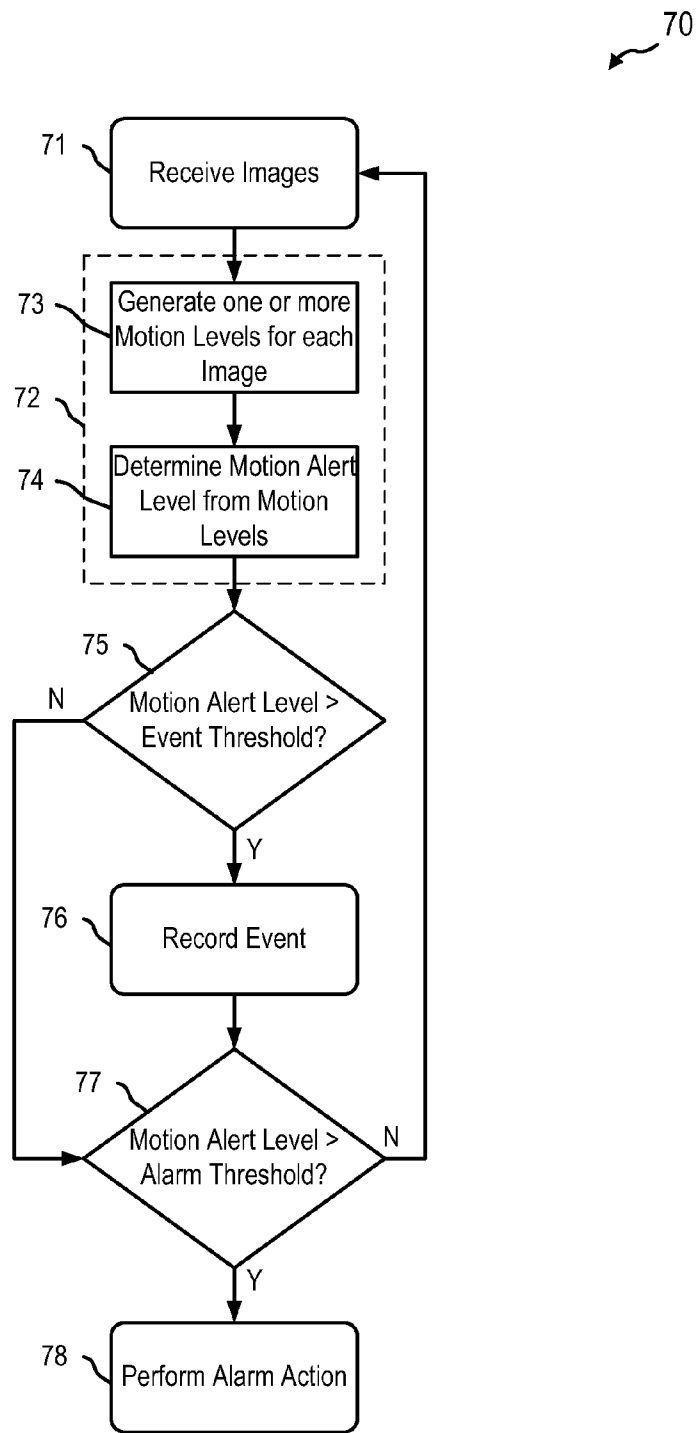 70
71
Receive Images
73
Generate one or more
Motion Levels for each
Image
72
74
Determine Motion Alert
Level from Motion
Levels
75
N
Motion Alert Level >
Event Threshold?
Y
76
Record Event
77
Motion Alert Level >
Alarm Threshold?
N
Y
78
Perform Alarm Action